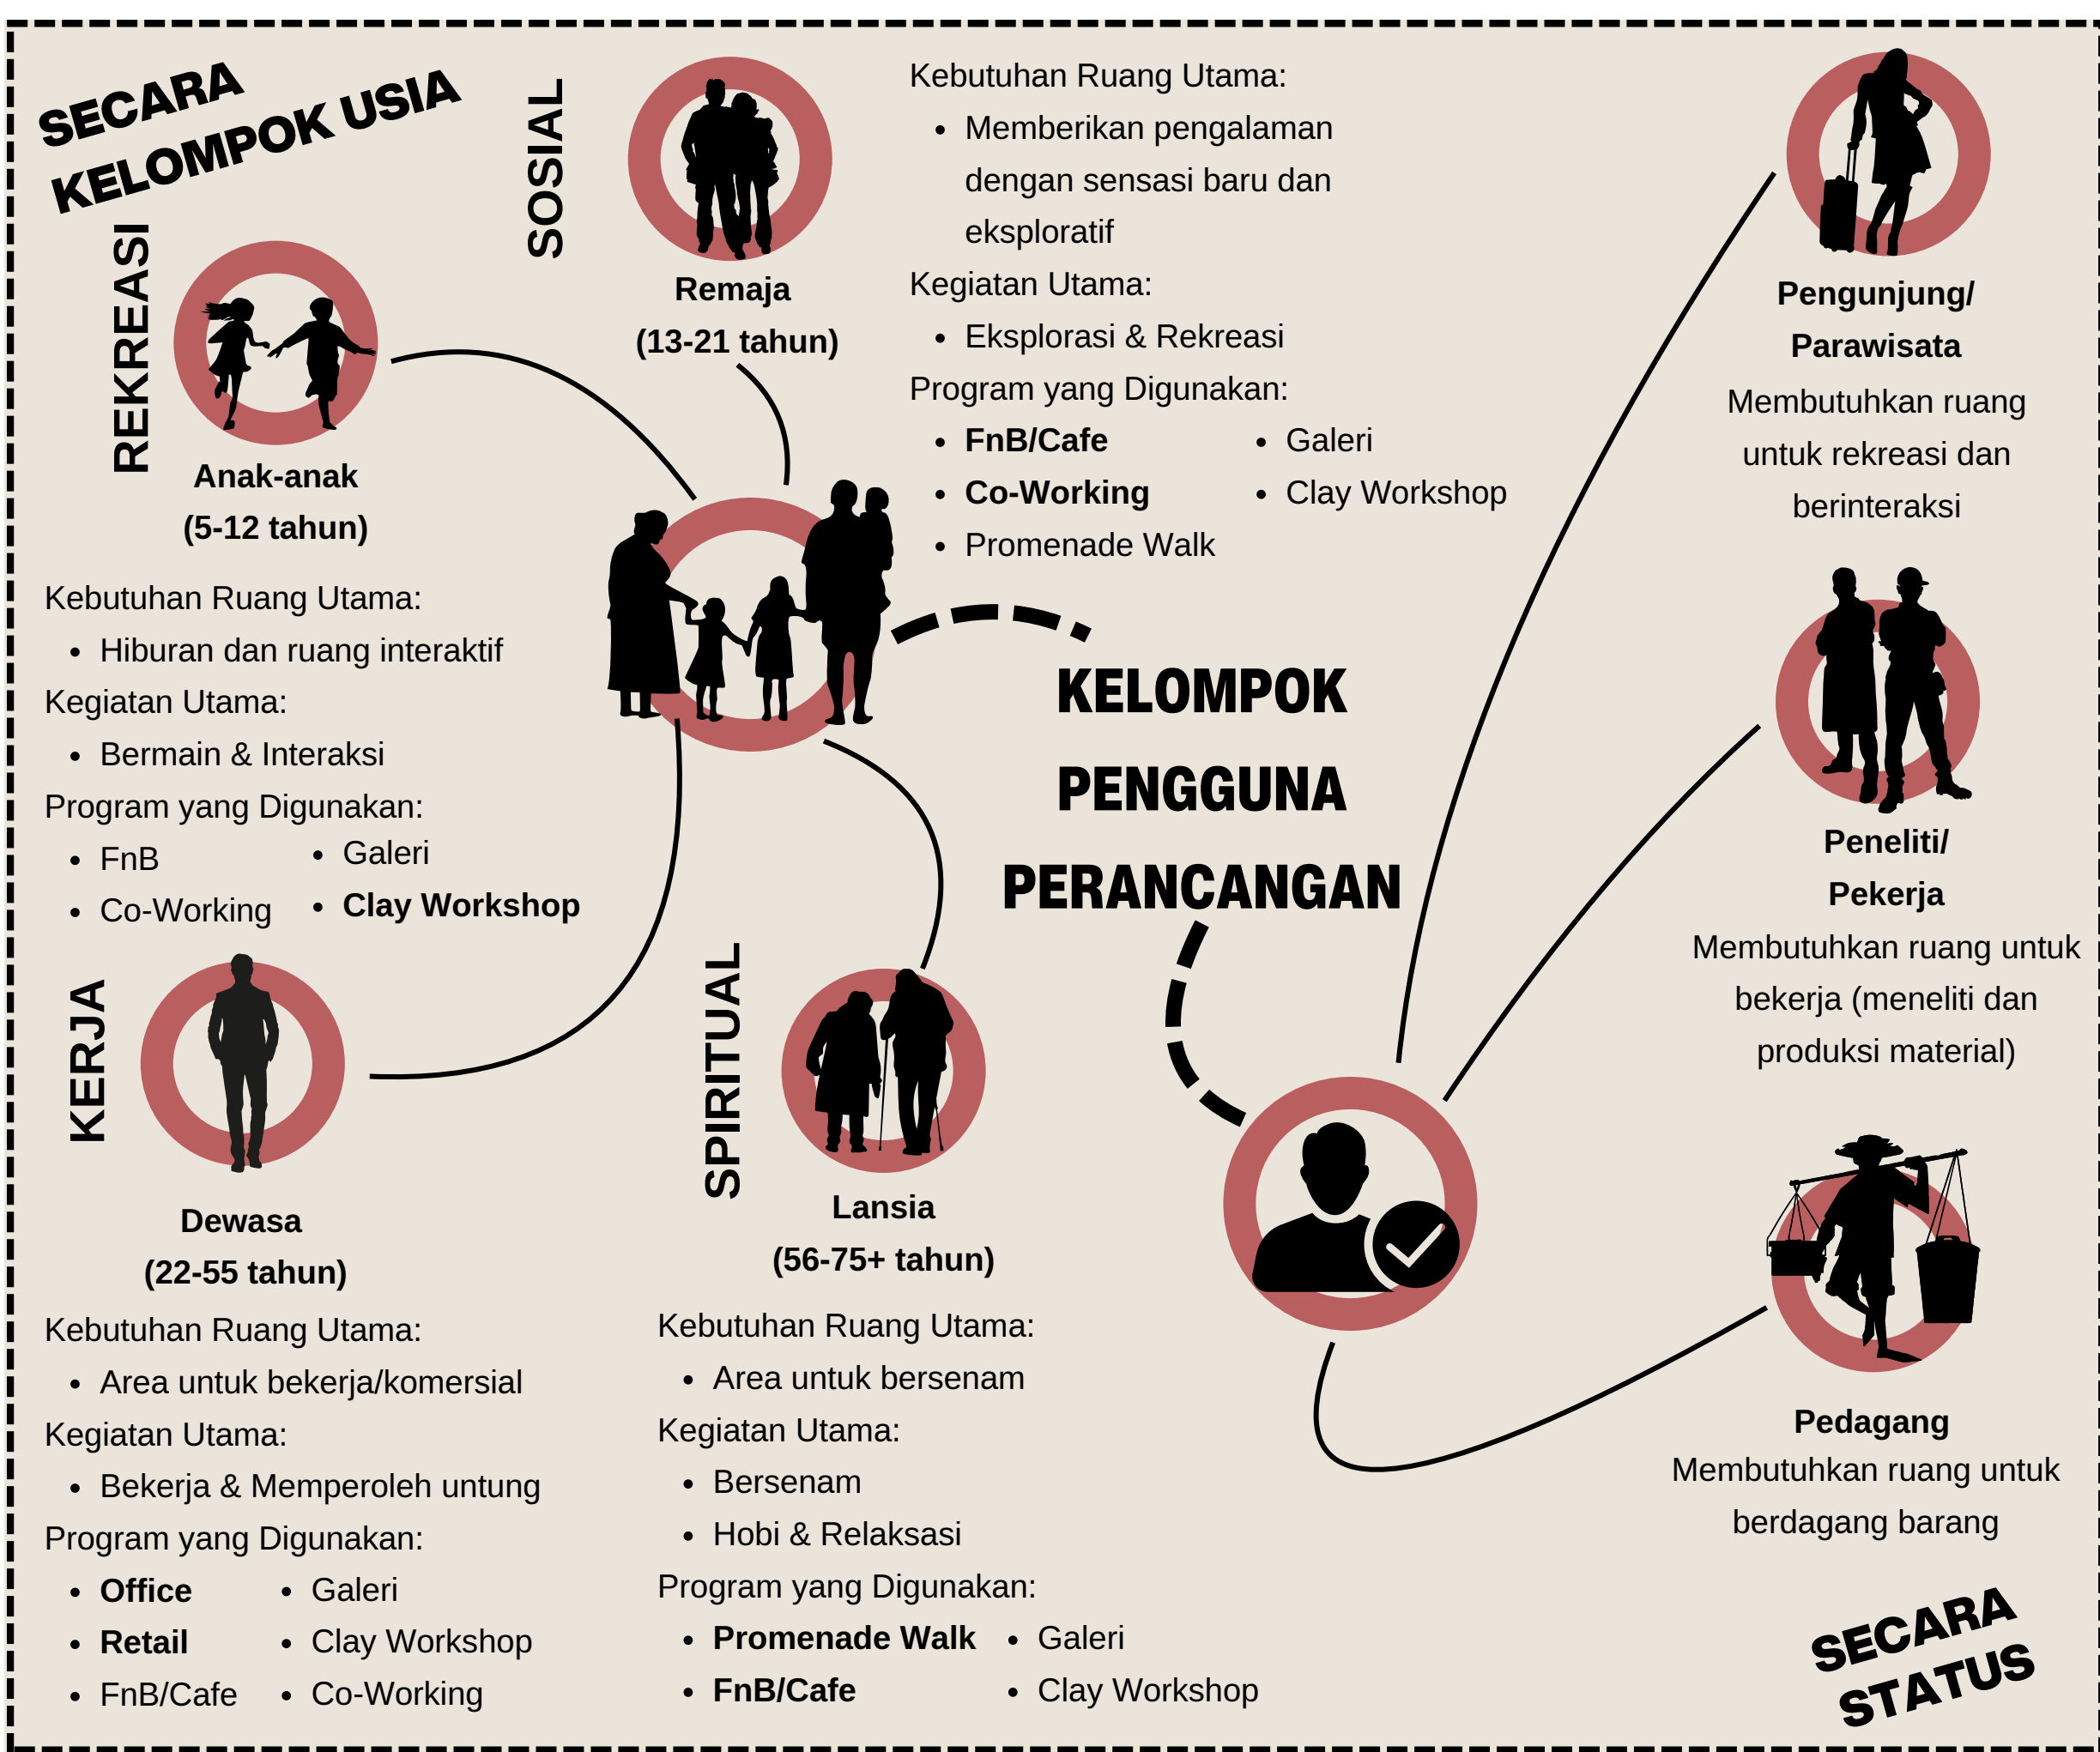 SECARA
KELOMPOK USIA
REKREASI
Anak-anak
(5-12 tahun)
Kebutuhan Ruang Utama:
• Hiburan dan ruang interaktif
Kegiatan Utama:
• Bermain & Interaksi
Program yang Digunakan:
• FnB
• Co-Working
• Galeri
• Clay Workshop
SOSIAL
Remaja
(13-21 tahun)
Kebutuhan Ruang Utama:
• Memberikan pengalaman
dengan sensasi baru dan
eksploratif
Kegiatan Utama:
• Eksplorasi & Rekreasi
Program yang Digunakan:
• FnB/Cafe
• Co-Working
• Promenade Walk
• Galeri
• Clay Workshop
KELOMPOK
PENGGUNA
PERANCANGAN
KERJA
Dewasa
(22-55 tahun)
Kebutuhan Ruang Utama:
• Area untuk bekerja/komersial
Kegiatan Utama:
• Bekerja & Memperoleh untung
Program yang Digunakan:
• Office
• Retail
• FnB/Cafe
• Galeri
• Clay Workshop
• Co-Working
SPIRITUAL
Lansia
(56-75+ tahun)
Kebutuhan Ruang Utama:
• Area untuk bersenam
Kegiatan Utama:
• Bersenam
• Hobi & Relaksasi
Program yang Digunakan:
• Promenade Walk
• FnB/Cafe
• Galeri
• Clay Workshop
Pengunjung/
Parawisata
Membutuhkan ruang
untuk rekreasi dan
berinteraksi
Peneliti/
Pekerja
Membutuhkan ruang untuk
bekerja (meneliti dan
produksi material)
Pedagang
Membutuhkan ruang untuk
berdagang barang
SECARA
STATUS